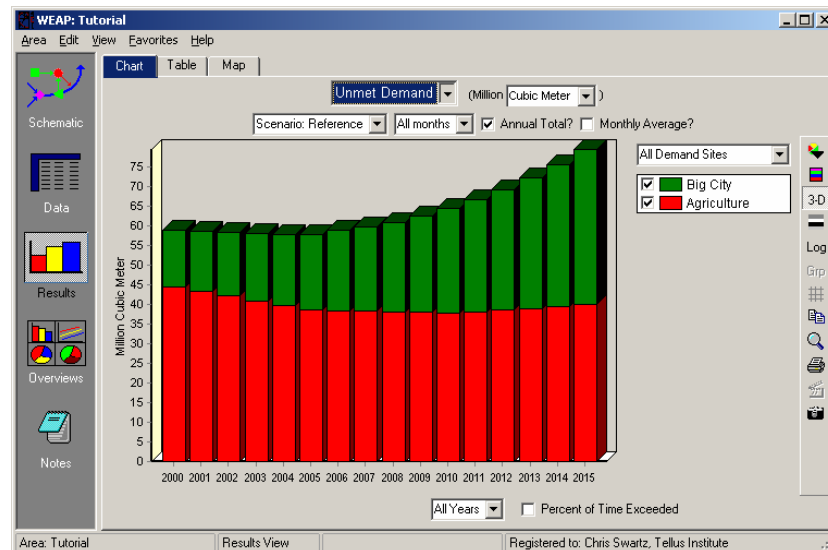 WEAP: Tutorial
Area Edit View Favorites Help
Chart Table Map
Unmet Demand (Million Cubic Meter )
Scenario: Reference All months Annual Total? Monthly Average?
Schematic
Data
Results
Overviews
Notes
All Demand Sites
Big City
Agriculture
3-D
Log
Grp
Million Cubic Meter
75
70
65
60
55
50
45
40
35
30
25
20
15
10
5
0
2000 2001 2002 2003 2004 2005 2006 2007 2008 2009 2010 2011 2012 2013 2014 2015
All Years Percent of Time Exceeded
Area: Tutorial Results View Registered to: Chris Swartz, Tellus Institute